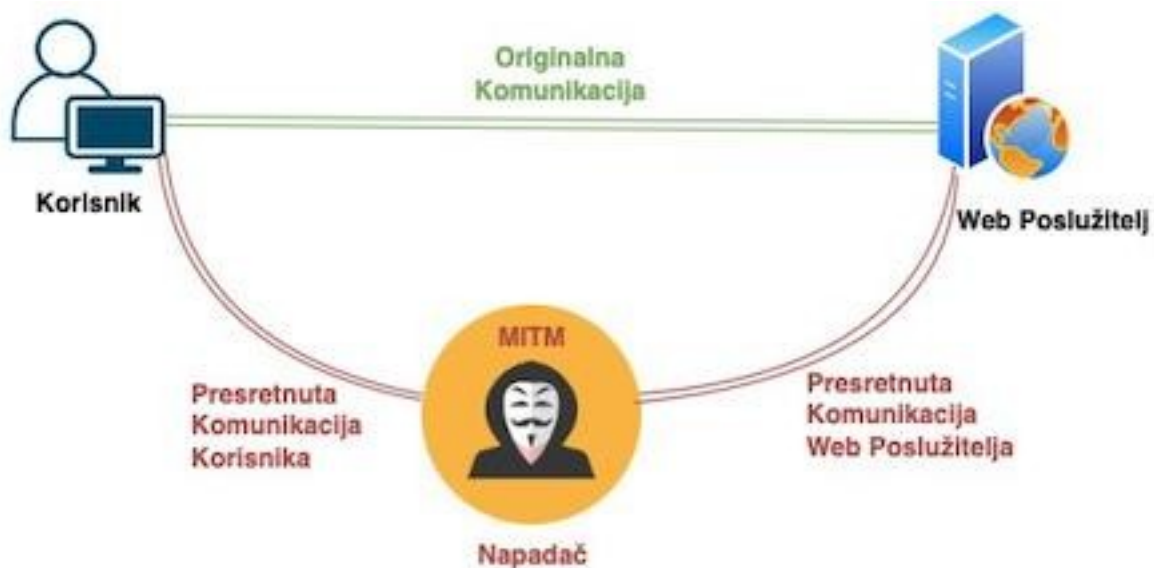 Originalna
Komunikacija
Korisnik
Web Poslužitelj
MITM
Presretnuta
Komunikacija
Korisnika
Presretnuta
Komunikacija
Web Poslužitelja
Napadač